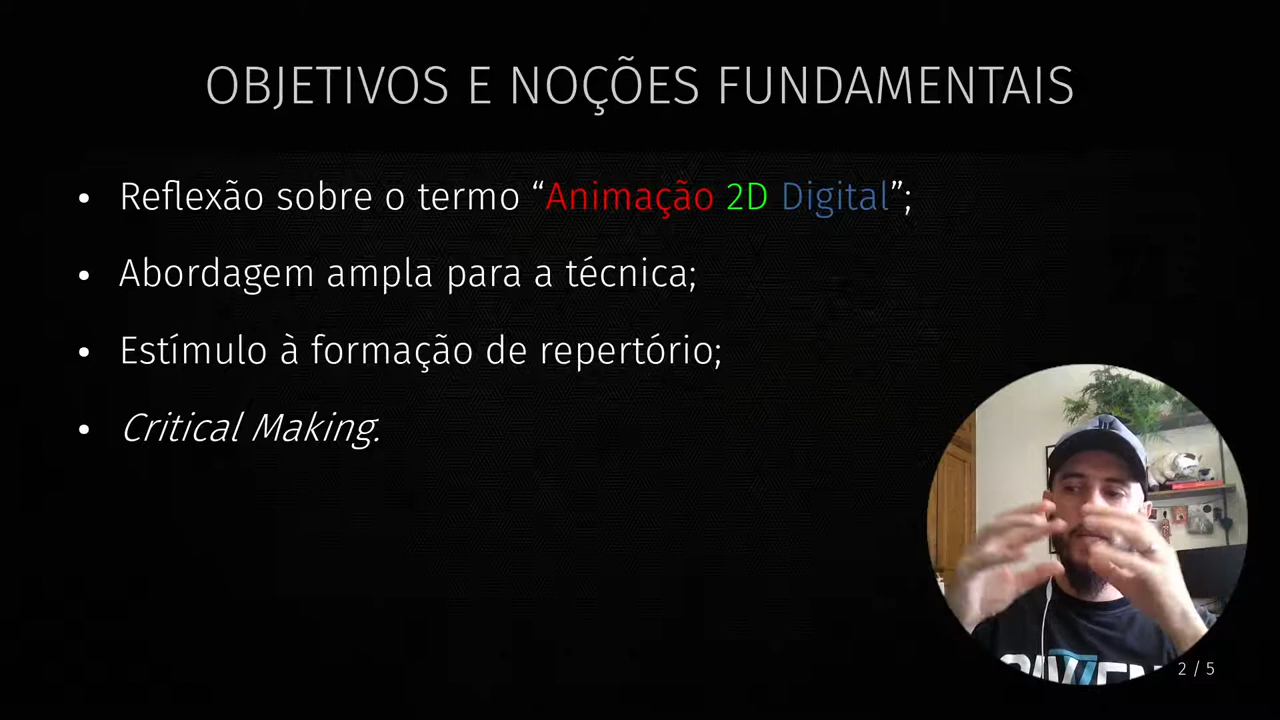 OBJETIVOS E NOÇÕES FUNDAMENTAIS
• Reflexão sobre o termo “Animação 2D Digital”;
• Abordagem ampla para a técnica;
• Estímulo à formação de repertório;
• Critical Making.
2 / 5